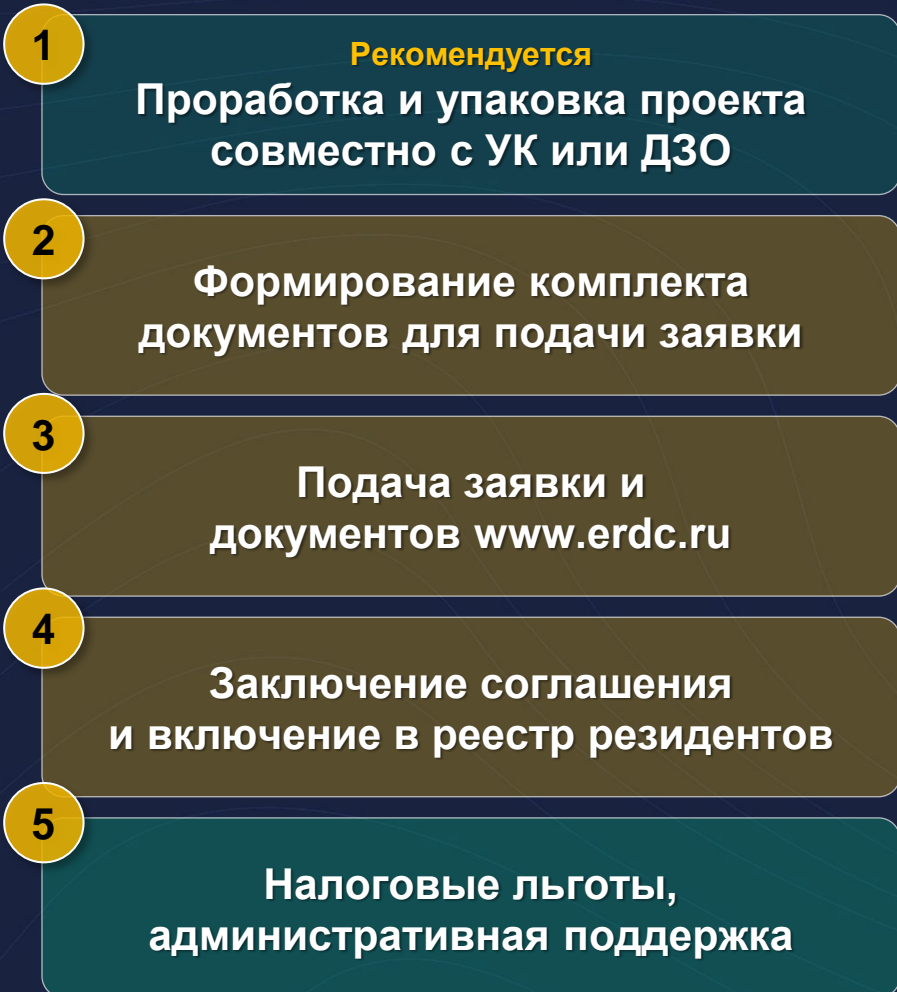 1
Рекомендуется
Проработка и упаковка проекта
совместно с УК или ДЗО
2
Формирование комплекта
документов для подачи заявки
3
Подача заявки и
документов www.erdc.ru
4
Заключение соглашения
и включение в реестр резидентов
5
Налоговые льготы,
административная поддержка